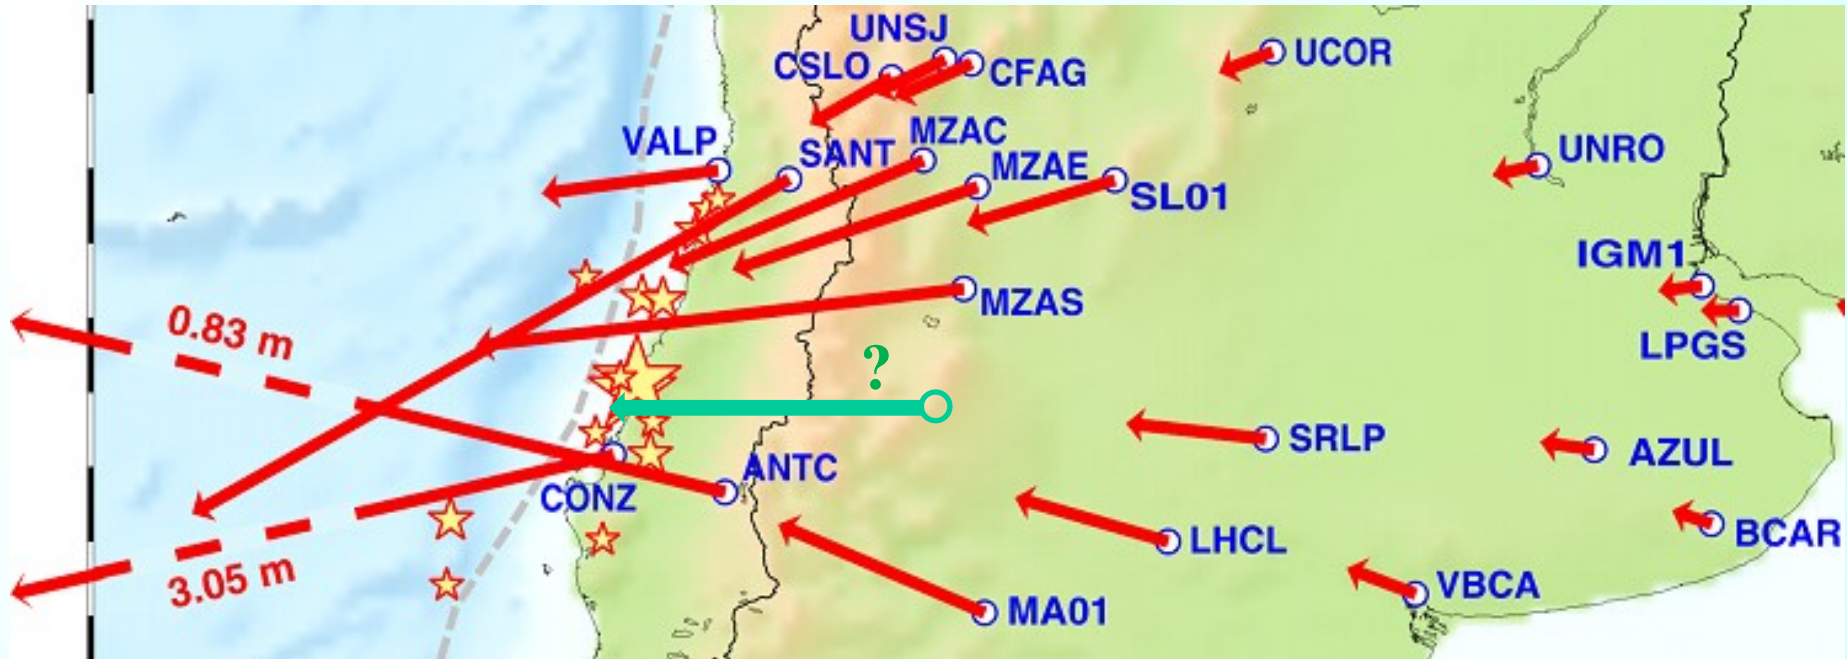 UNSJ
UCOR
CSLO
CFAG
VALP
MZAC
SANT
MZAE
UNRO
SL01
IGM1
MZAS
0.83 m
LPGS
?
SRLP
AZUL
ANTC
CONZ
BCAR
LHCL
3.05 m
VBCA
MA01